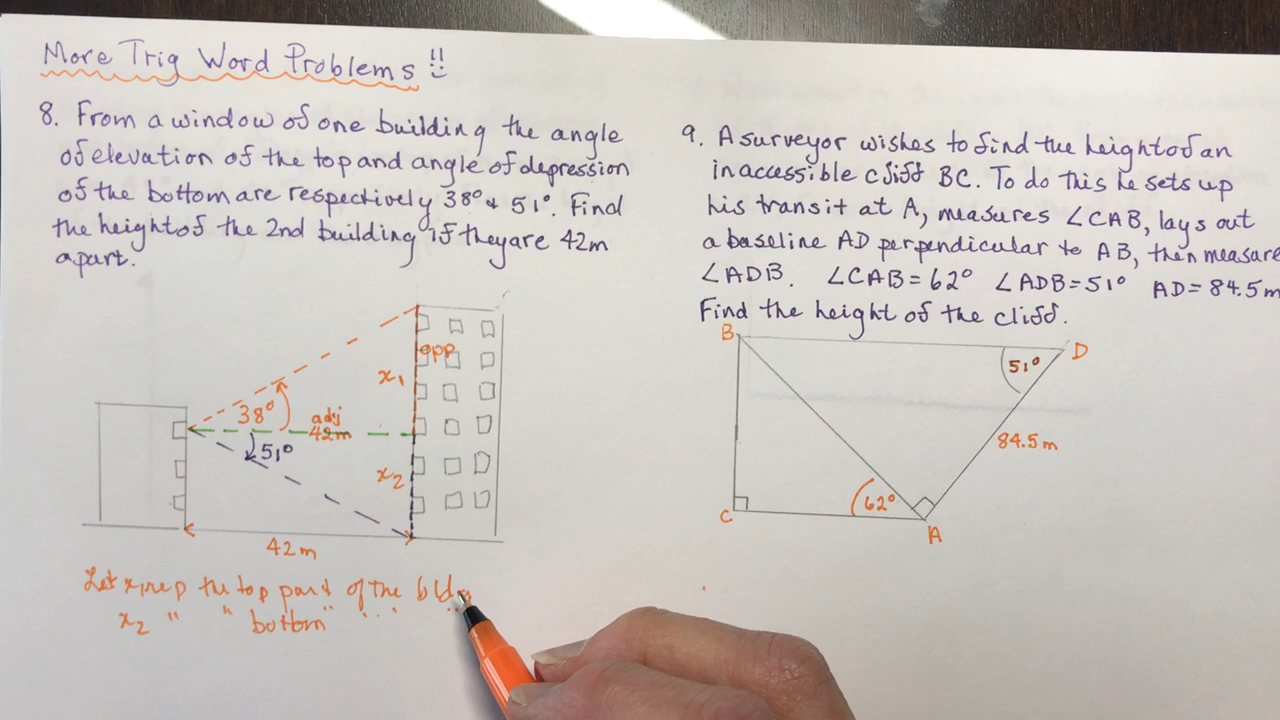 More Trig Word Problems !!
8. From a window of one building the angle
of elevation of the top and angle of depression
of the bottom are respectively 38° & 51°. Find
the height of the 2nd building if they are 42m
apart.
opp
x₁
38°
adj
42m
51°
x₂
42m
Let x₁ rep the top part of the bldg
x₂ " " bottom " " "
9. A surveyor wishes to find the height of an
inaccessible cliff BC. To do this he sets up
his transit at A, measures ∠CAB, lays out
a baseline AD perpendicular to AB, then measure
∠ADB. ∠CAB = 62° ∠ADB = 51° AD = 84.5m
Find the height of the cliff.
B
D
51°
84.5 m
62°
C
A